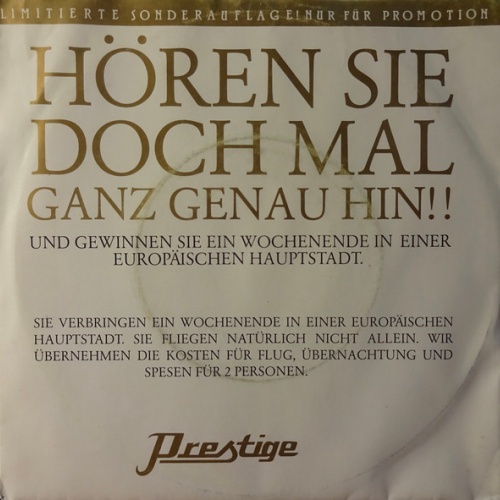 LIMITIERTE SONDERAUFLAGE! NUR FÜR PROMOTION
HÖREN SIE
DOCH MAL
GANZ GENAU HIN!!
UND GEWINNEN SIE EIN WOCHENENDE IN EINER
EUROPÄISCHEN HAUPTSTADT.
SIE VERBRINGEN EIN WOCHENENDE IN EINER EUROPÄISCHEN
HAUPTSTADT. SIE FLIEGEN NATÜRLICH NICHT ALLEIN. WIR
ÜBERNEHMEN DIE KOSTEN FÜR FLUG, ÜBERNACHTUNG UND
SPESEN FÜR 2 PERSONEN.
Prestige